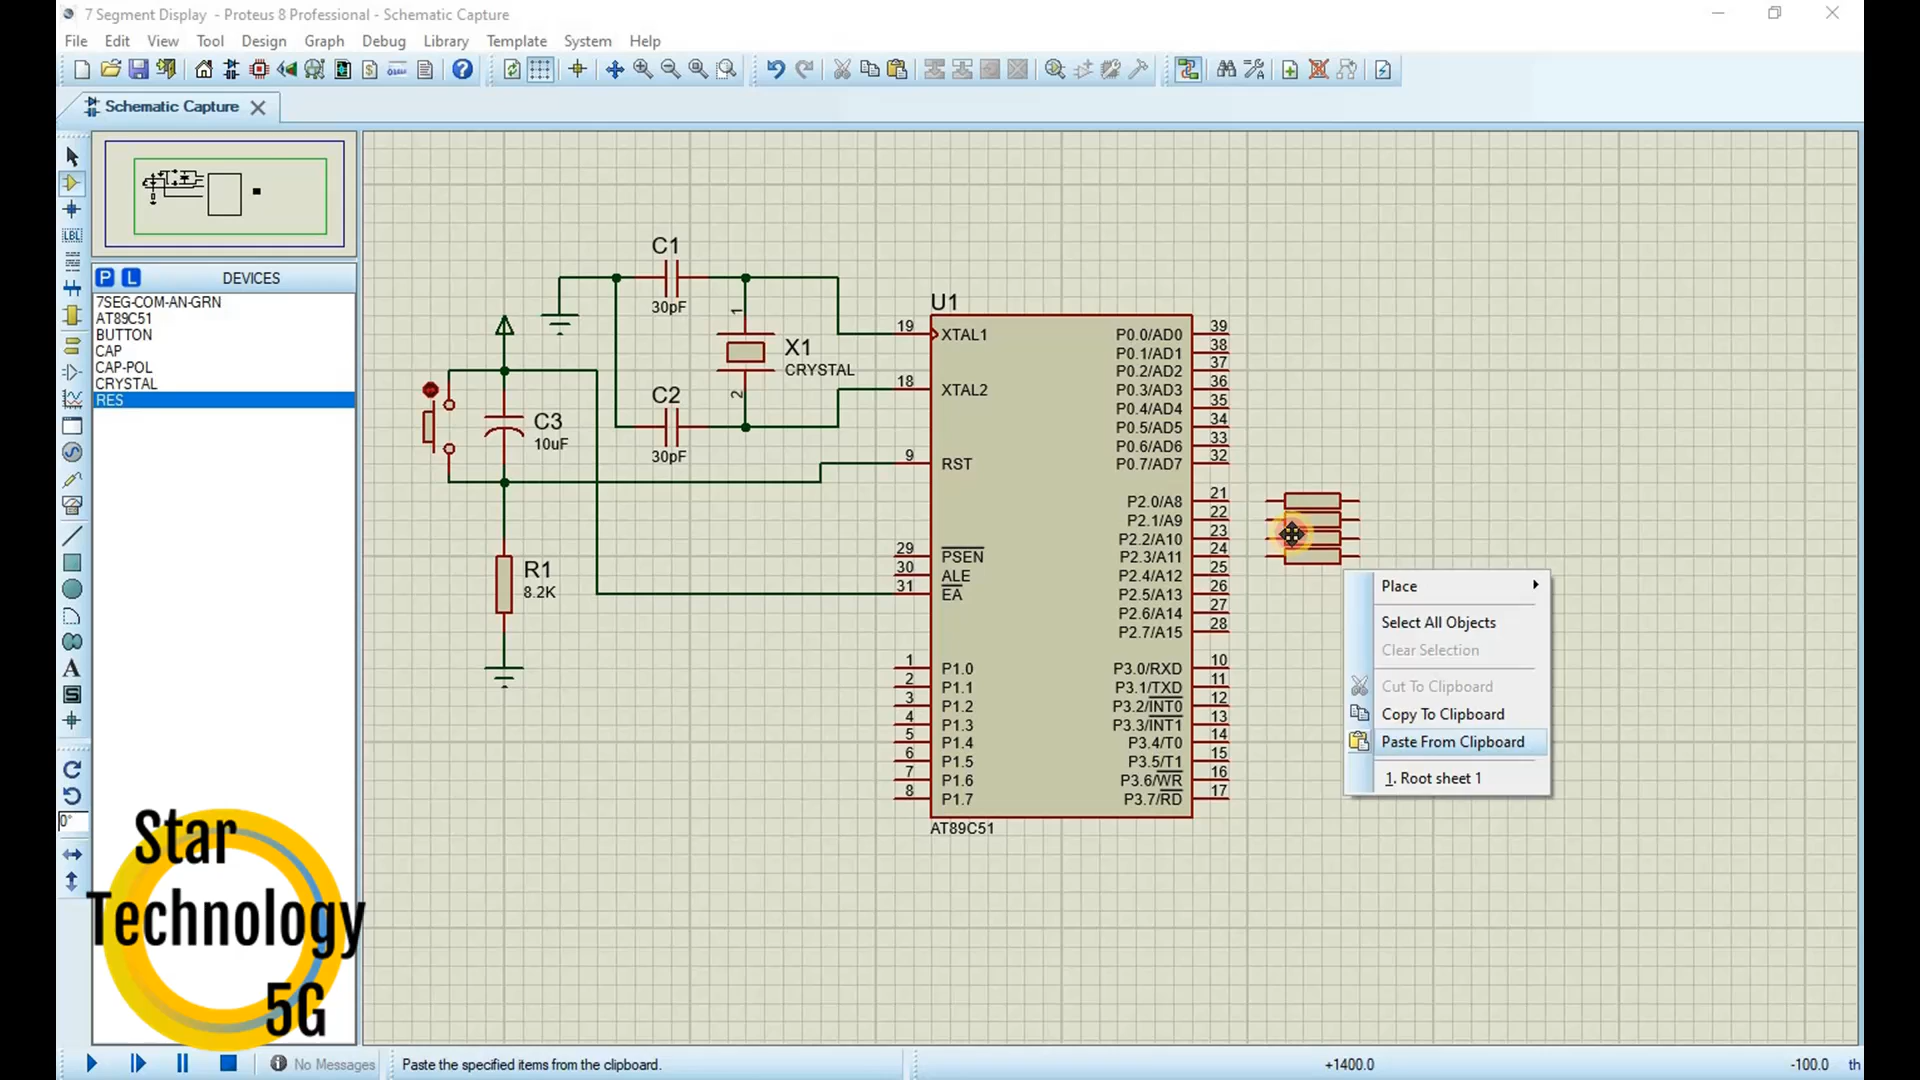 7 Segment Display - Proteus 8 Professional - Schematic Capture
File Edit View Tool Design Graph Debug Library Template System Help
Schematic Capture
P L DEVICES
7SEG-COM-AN-GRN
AT89C51
BUTTON
CAP
CAP-POL
CRYSTAL
RES
LBL
A
S
0°
C1
30pF
1
X1
CRYSTAL
2
C2
30pF
C3
10uF
R1
8.2K
U1
19 XTAL1
18 XTAL2
9 RST
29 PSEN
30 ALE
31 EA
1 P1.0
2 P1.1
3 P1.2
4 P1.3
5 P1.4
6 P1.5
7 P1.6
8 P1.7
P0.0/AD0 39
P0.1/AD1 38
P0.2/AD2 37
P0.3/AD3 36
P0.4/AD4 35
P0.5/AD5 34
P0.6/AD6 33
P0.7/AD7 32
P2.0/A8 21
P2.1/A9 22
P2.2/A10 23
P2.3/A11 24
P2.4/A12 25
P2.5/A13 26
P2.6/A14 27
P2.7/A15 28
P3.0/RXD 10
P3.1/TXD 11
P3.2/INT0 12
P3.3/INT1 13
P3.4/T0 14
P3.5/T1 15
P3.6/WR 16
P3.7/RD 17
AT89C51
Place
Select All Objects
Clear Selection
Cut To Clipboard
Copy To Clipboard
Paste From Clipboard
1. Root sheet 1
Star
Technology
5G
No Messages
Paste the specified items from the clipboard.
+1400.0
-100.0 th